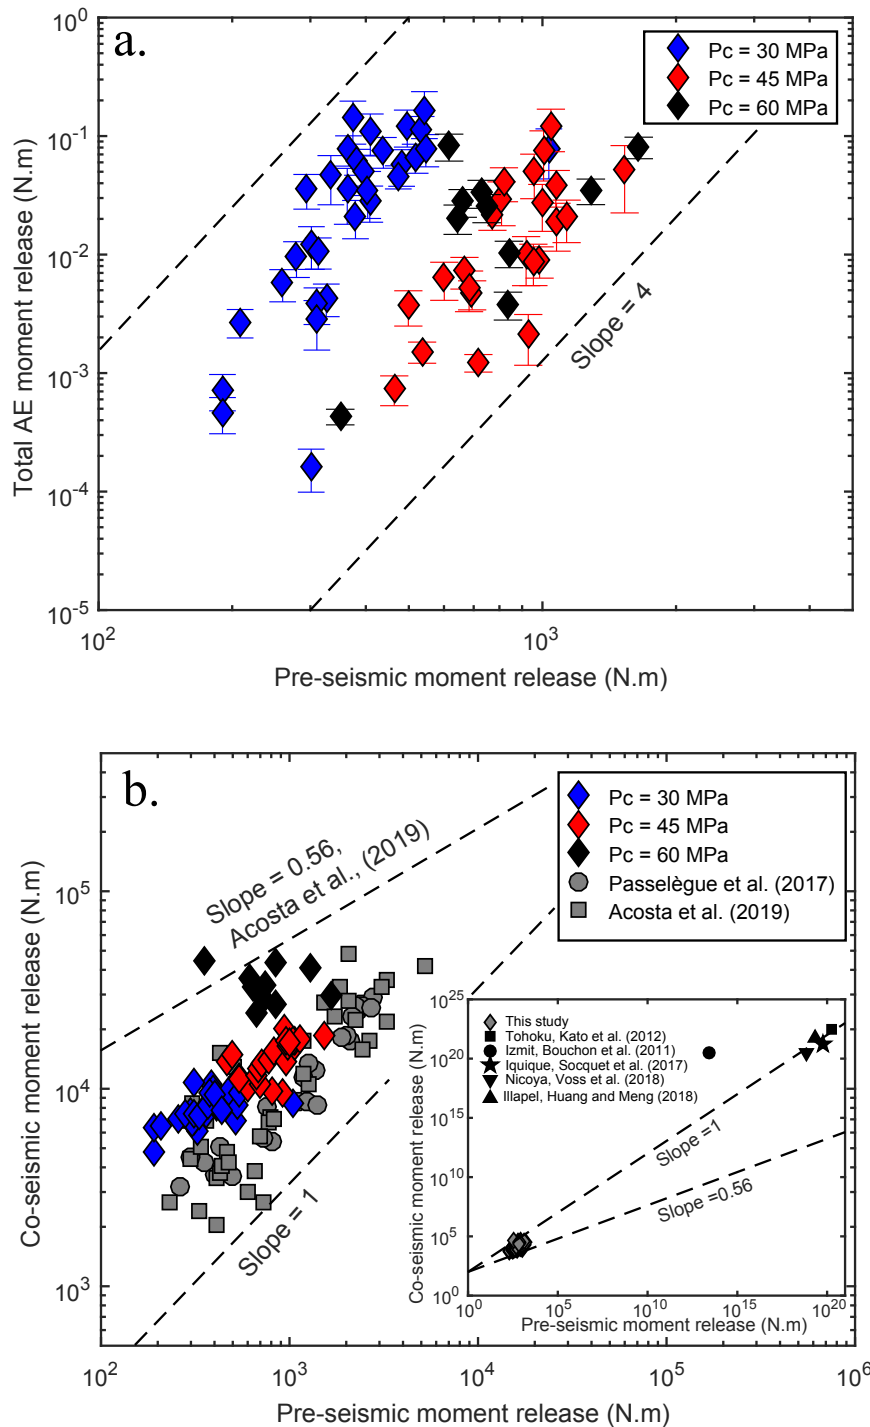 a.
10^0
10^-1
10^-2
10^-3
10^-4
10^-5
Total AE moment release (N.m)
Pc = 30 MPa
Pc = 45 MPa
Pc = 60 MPa
Slope = 4
10^2
10^3
Pre-seismic moment release (N.m)
b.
10^5
10^4
10^3
Co-seismic moment release (N.m)
Slope = 0.56,
Acosta et al., (2019)
Pc = 30 MPa
Pc = 45 MPa
Pc = 60 MPa
Passelègue et al. (2017)
Acosta et al. (2019)
Slope = 1
10^25
10^20
10^15
10^10
10^5
10^0
Co-seismic moment release (N.m)
This study
Tohoku, Kato et al. (2012)
Izmit, Bouchon et al. (2011)
Iquique, Socquet et al. (2017)
Nicoya, Voss et al. (2018)
Illapel, Huang and Meng (2018)
Slope =1
Slope =0.56
10^0
10^5
10^10
10^15
10^20
Pre-seismic moment release (N.m)
10^2
10^3
10^4
10^5
10^6
Pre-seismic moment release (N.m)